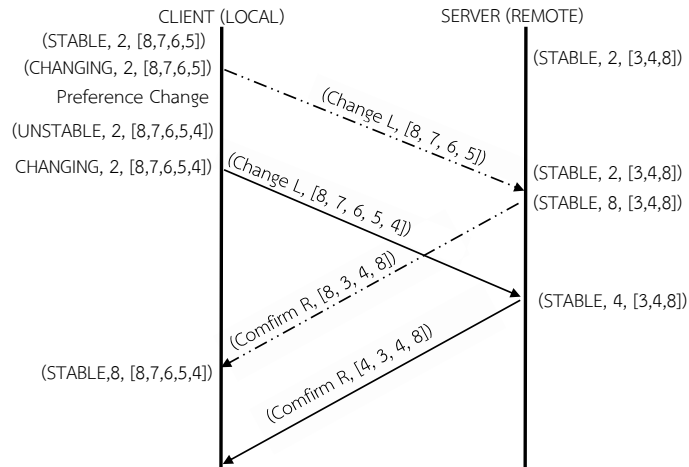 CLIENT (LOCAL)
SERVER (REMOTE)
(STABLE, 2, [8,7,6,5])
(STABLE, 2, [3,4,8])
(CHANGING, 2, [8,7,6,5])
Preference Change
(Change L, [8, 7, 6, 5])
(UNSTABLE, 2, [8,7,6,5,4])
CHANGING, 2, [8,7,6,5,4])
(Change L, [8, 7, 6, 5, 4])
(STABLE, 2, [3,4,8])
(STABLE, 8, [3,4,8])
(Comfirm R, [8, 3, 4, 8])
(STABLE, 4, [3,4,8])
(STABLE,8, [8,7,6,5,4])
(Comfirm R, [4, 3, 4, 8])